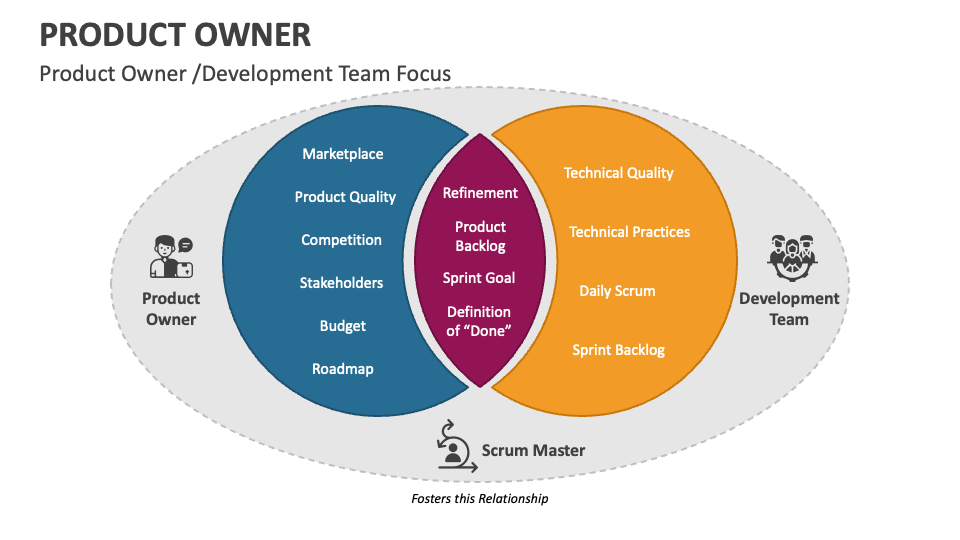 PRODUCT OWNER
Product Owner /Development Team Focus
Marketplace
Product Quality
Competition
Stakeholders
Budget
Roadmap
Refinement
Product
Backlog
Sprint Goal
Definition
of “Done”
Technical Quality
Technical Practices
Daily Scrum
Sprint Backlog
Product
Owner
Development
Team
Scrum Master
Fosters this Relationship